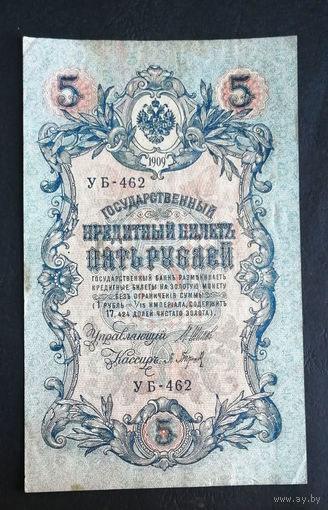 5 5
1909
УБ-462
ГОСУДАРСТВЕННЫЙ
КРЕДИТНЫЙ БИЛЕТЪ
ПЯТЬ РУБЛЕЙ
ГОСУДАРСТВЕННЫЙ БАНКЪ РАЗМѢНИВАЕТЪ
КРЕДИТНЫЕ БИЛЕТЫ НА ЗОЛОТУЮ МОНЕТУ
БЕЗЪ ОГРАНИЧЕНІЯ СУММЫ
(1 РУБЛЬ = 1/15 ИМПЕРІАЛА, СОДЕРЖИТЪ
17,424 ДОЛЕЙ ЧИСТАГО ЗОЛОТА).
Управляющій
Кассиръ
УБ-462
5
ay.by